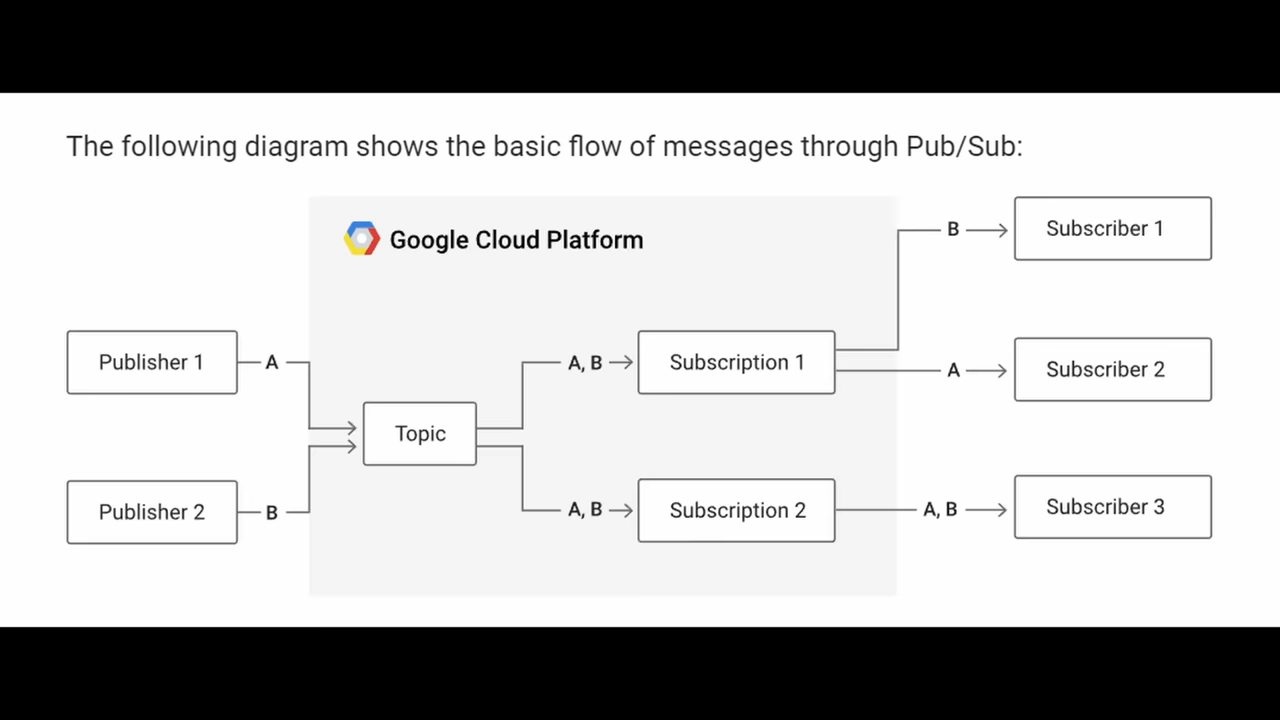 The following diagram shows the basic flow of messages through Pub/Sub:
Google Cloud Platform
B
Subscriber 1
Publisher 1
A
A, B
Subscription 1
A
Subscriber 2
Topic
Publisher 2
B
A, B
Subscription 2
A, B
Subscriber 3